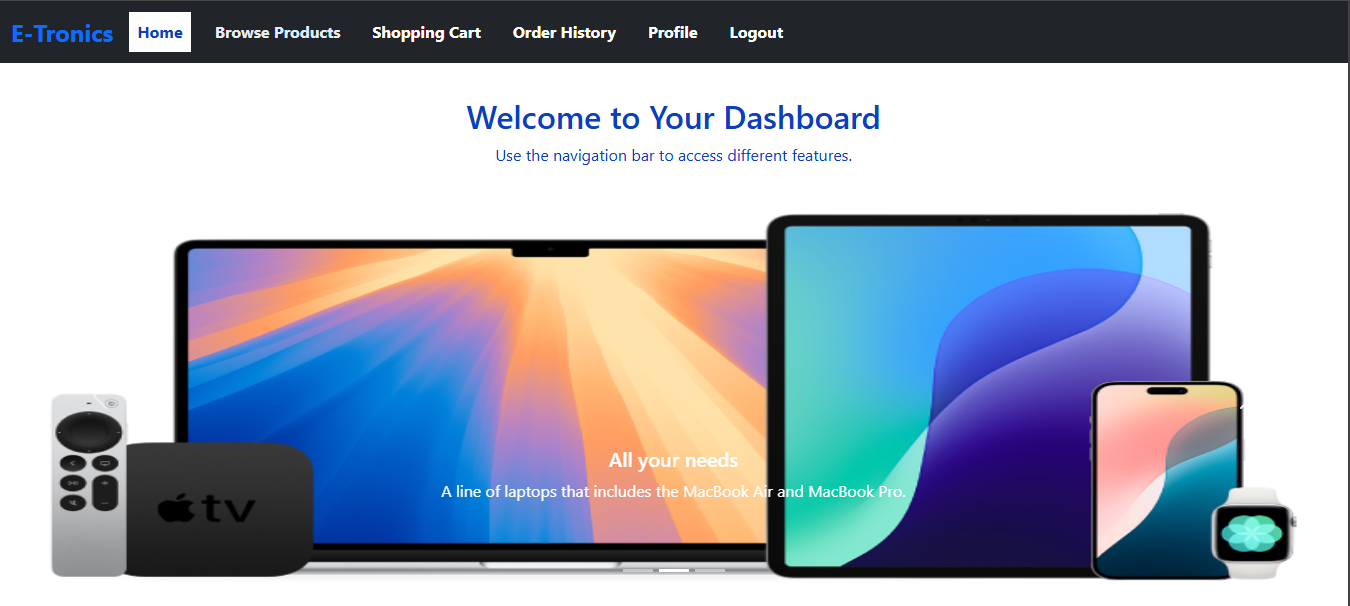 E-Tronics Home Browse Products Shopping Cart Order History Profile Logout
Welcome to Your Dashboard
Use the navigation bar to access different features.
All your needs
A line of laptops that includes the MacBook Air and MacBook Pro.
tv